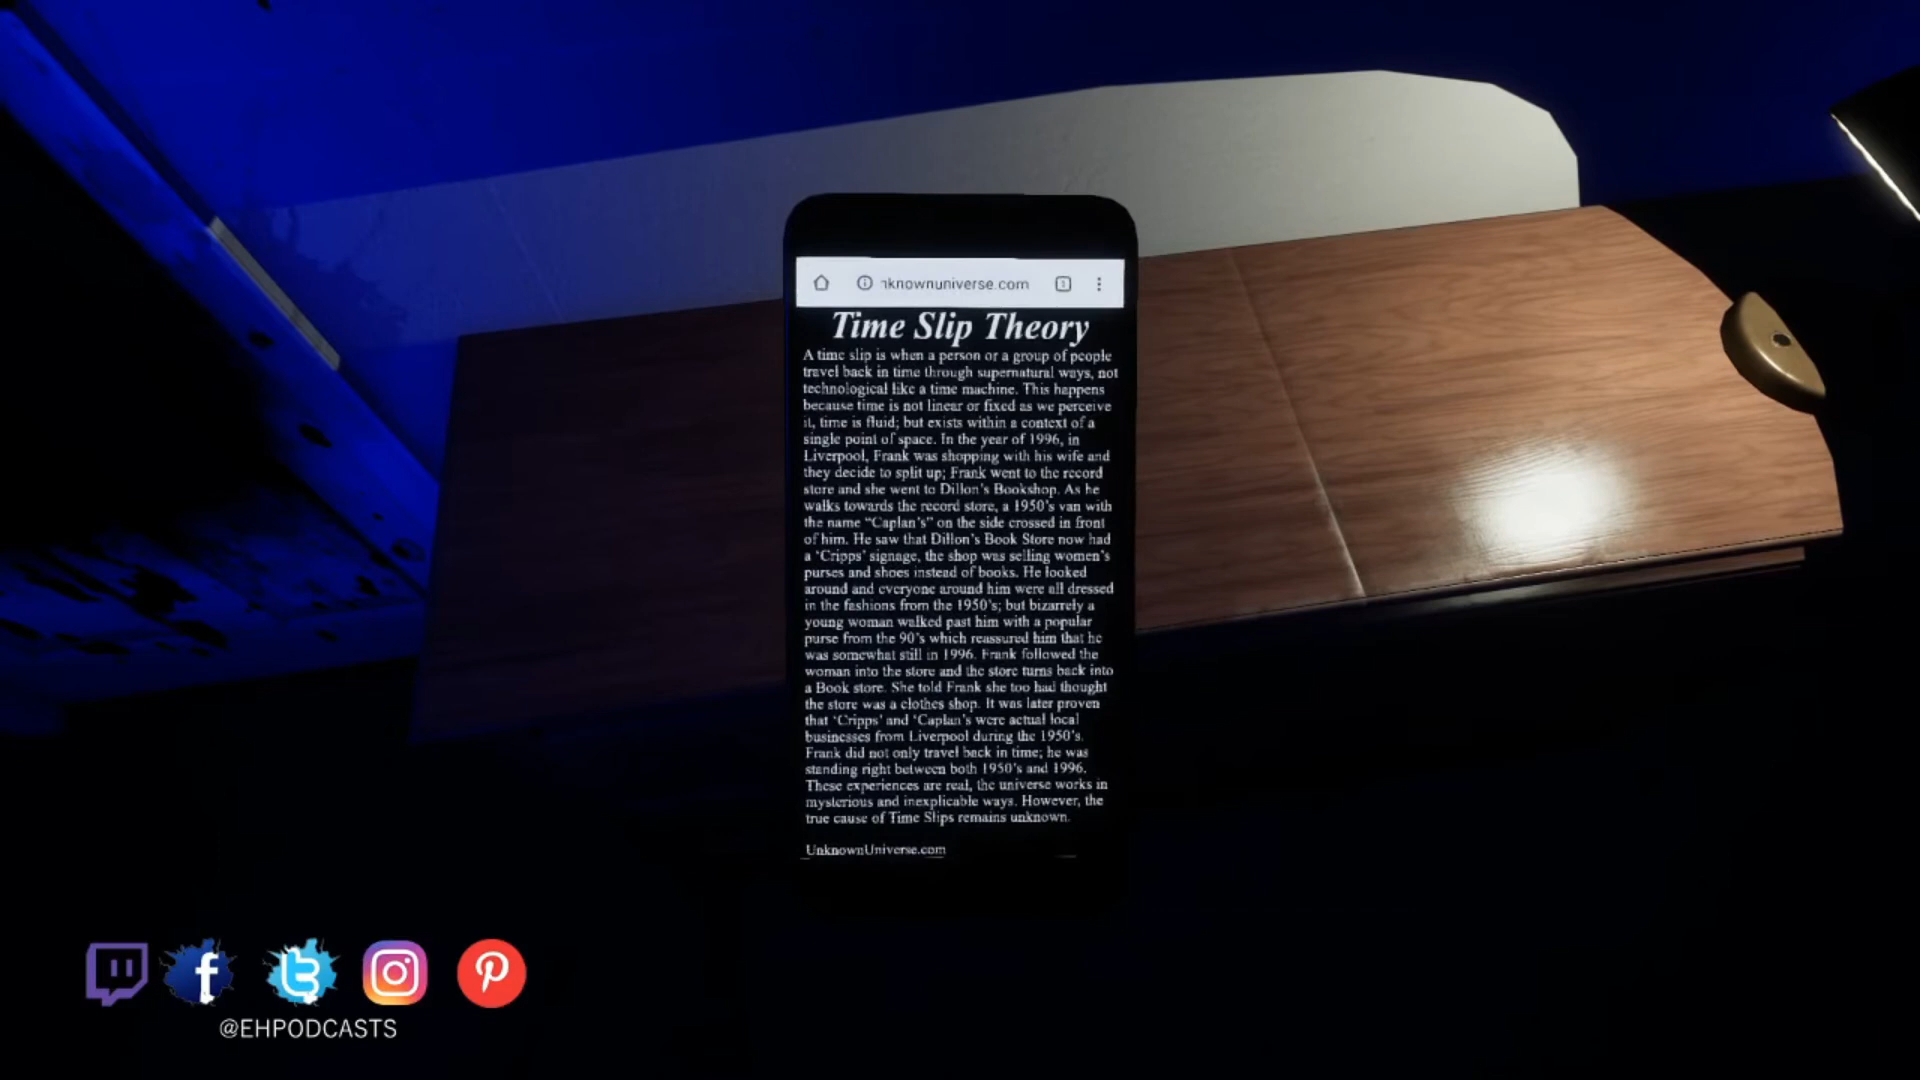 nknownuniverse.com
1
Time Slip Theory
A time slip is when a person or a group of people
travel back in time through supernatural ways, not
technological like a time machine. This happens
because time is not linear or fixed as we perceive
it, time is fluid; but exists within a context of a
single point of space. In the year of 1996, in
Liverpool, Frank was shopping with his wife and
they decide to split up; Frank went to the record
store and she went to Dillon's Bookshop. As he
walks towards the record store, a 1950's van with
the name “Caplan's” on the side crossed in front
of him. He saw that Dillon's Book Store now had
a ‘Cripps’ signage, the shop was selling women's
purses and shoes instead of books. He looked
around and everyone around him were all dressed
in the fashions from the 1950's; but bizarrely a
young woman walked past him with a popular
purse from the 90's which reassured him that he
was somewhat still in 1996. Frank followed the
woman into the store and the store turns back into
a Book store. She told Frank she too had thought
the store was a clothes shop. It was later proven
that ‘Cripps’ and ‘Caplan's were actual local
businesses from Liverpool during the 1950's.
Frank did not only travel back in time; he was
standing right between both 1950's and 1996.
These experiences are real, the universe works in
mysterious and inexplicable ways. However, the
true cause of Time Slips remains unknown.
UnknownUniverse.com
@EHPODCASTS